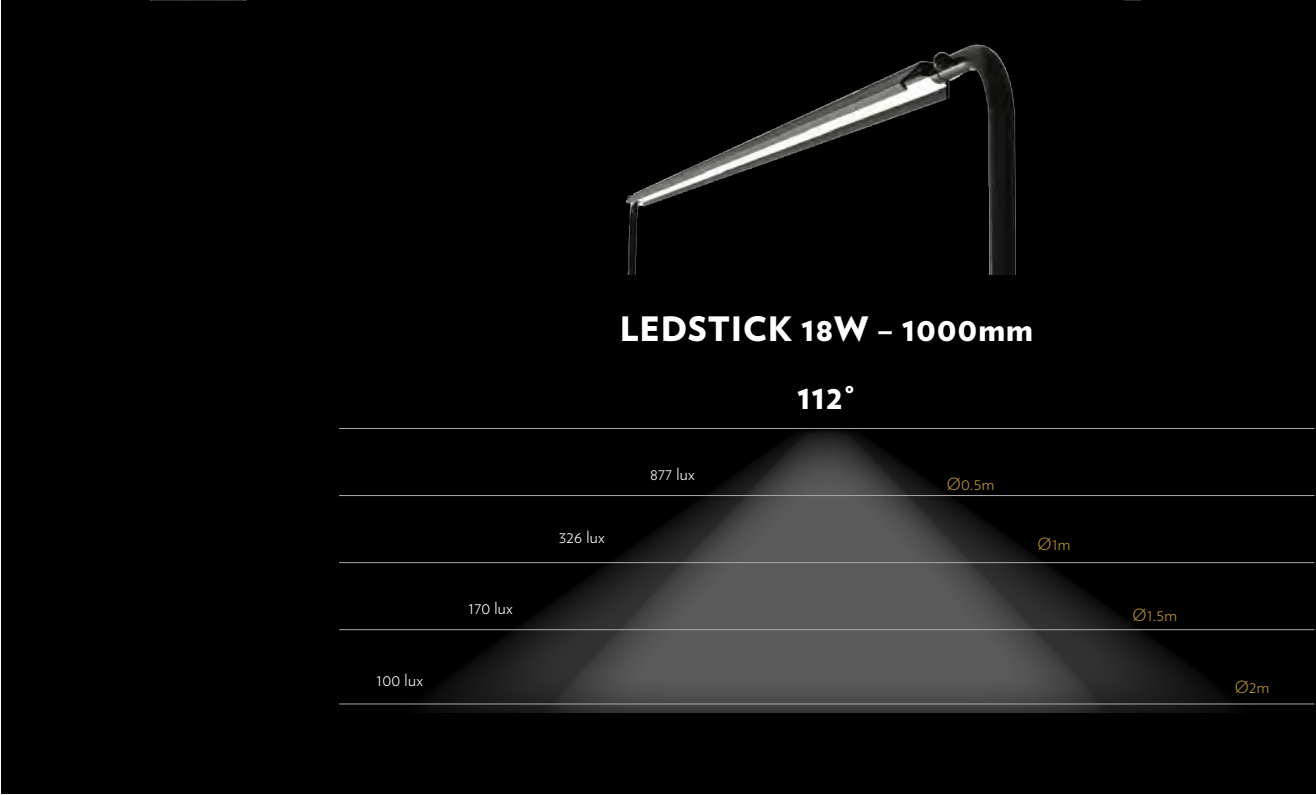 LEDSTICK 18W – 1000mm
112°
877 lux
Ø0.5m
326 lux
Ø1m
170 lux
Ø1.5m
100 lux
Ø2m